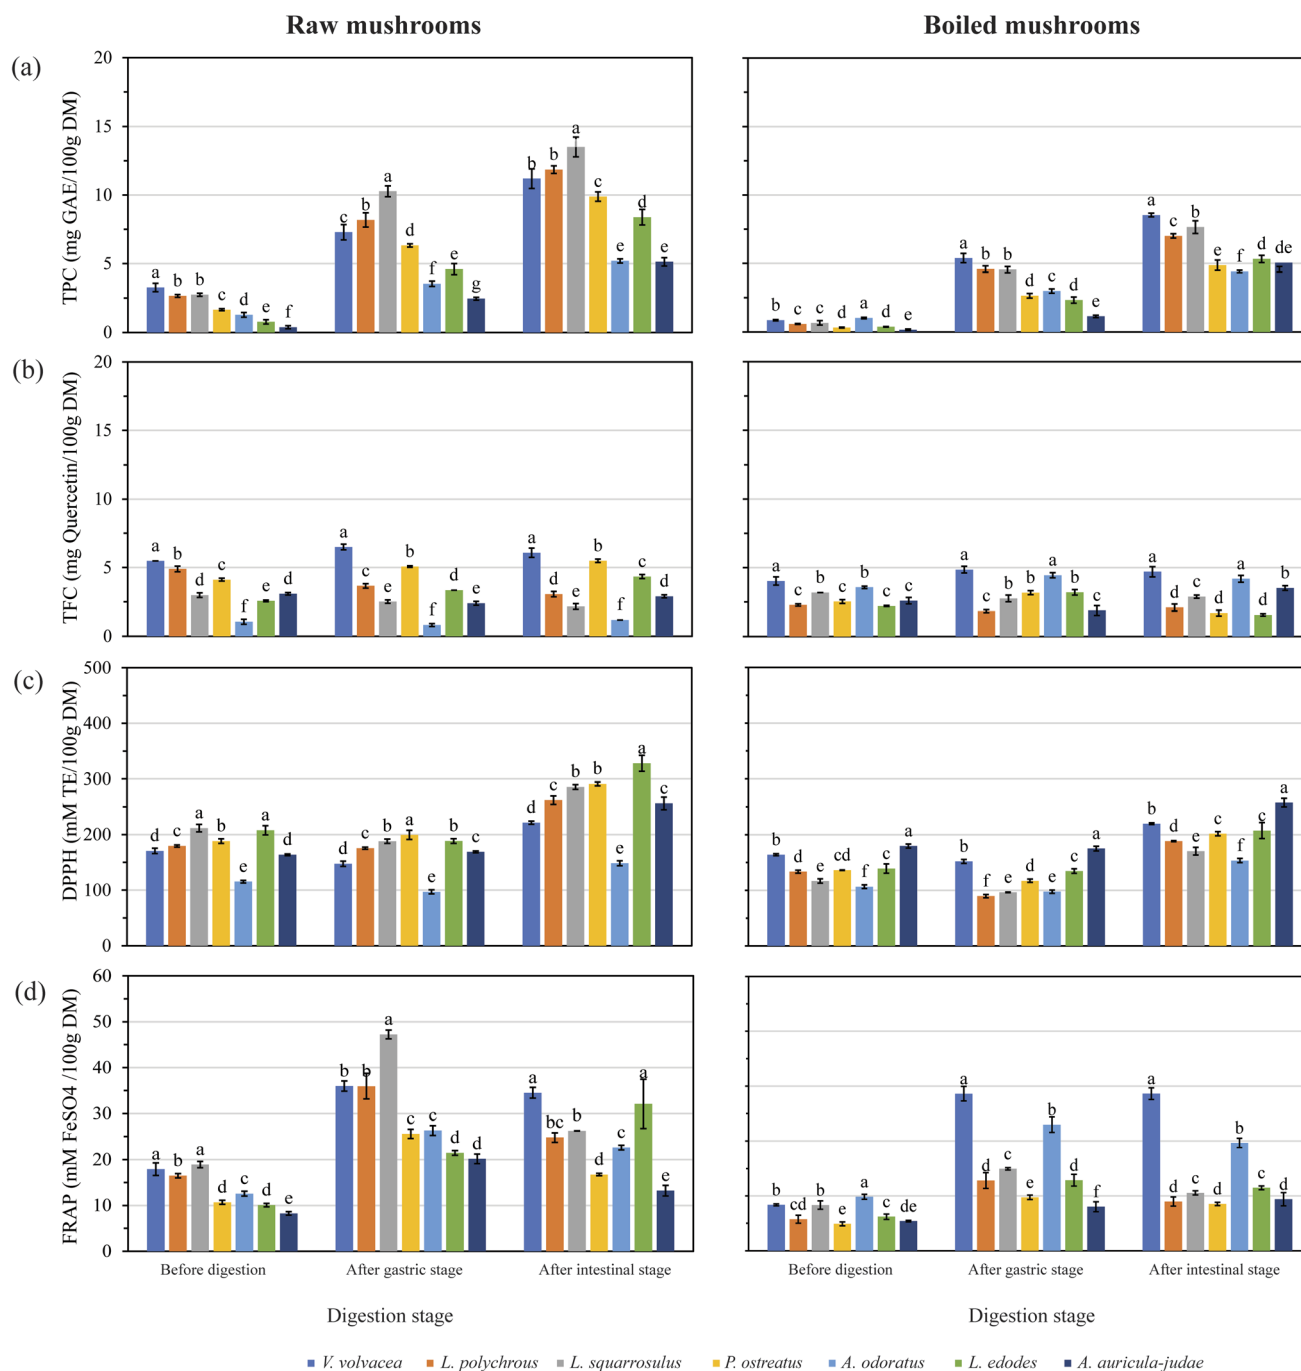 Raw mushrooms
Boiled mushrooms
(a)
TPC (mg GAE/100g DM)
20
15
10
5
0
a b b c d e f
c b a d f e g
b b a c e d e
b c c d a d e
a b b c c d e
a c b e f d de
(b)
TFC (mg Quercetin/100g DM)
20
15
10
5
0
a b d c f e d
a c e b f d e
a d e b f c d
a c b c b c c
a c b b a b c
a d c d a d b
(c)
DPPH (mM TE/100g DM)
500
400
300
200
100
0
d c a b e a d
d c b a e b c
d c b b e a c
b d e cd f c a
b f e d e c a
b d e c f c a
(d)
FRAP (mM FeSO4 /100g DM)
60
50
40
30
20
10
0
a b a d c d e
b b a c c d d
a bc b d c a e
b cd b e a c de
a d c e b d f
a d c d b c d
Before digestion
After gastric stage
After intestinal stage
Before digestion
After gastric stage
After intestinal stage
Digestion stage
Digestion stage
V. volvacea L. polychrous L. squarrosulus P. ostreatus A. odoratus L. edodes A. auricula-judae